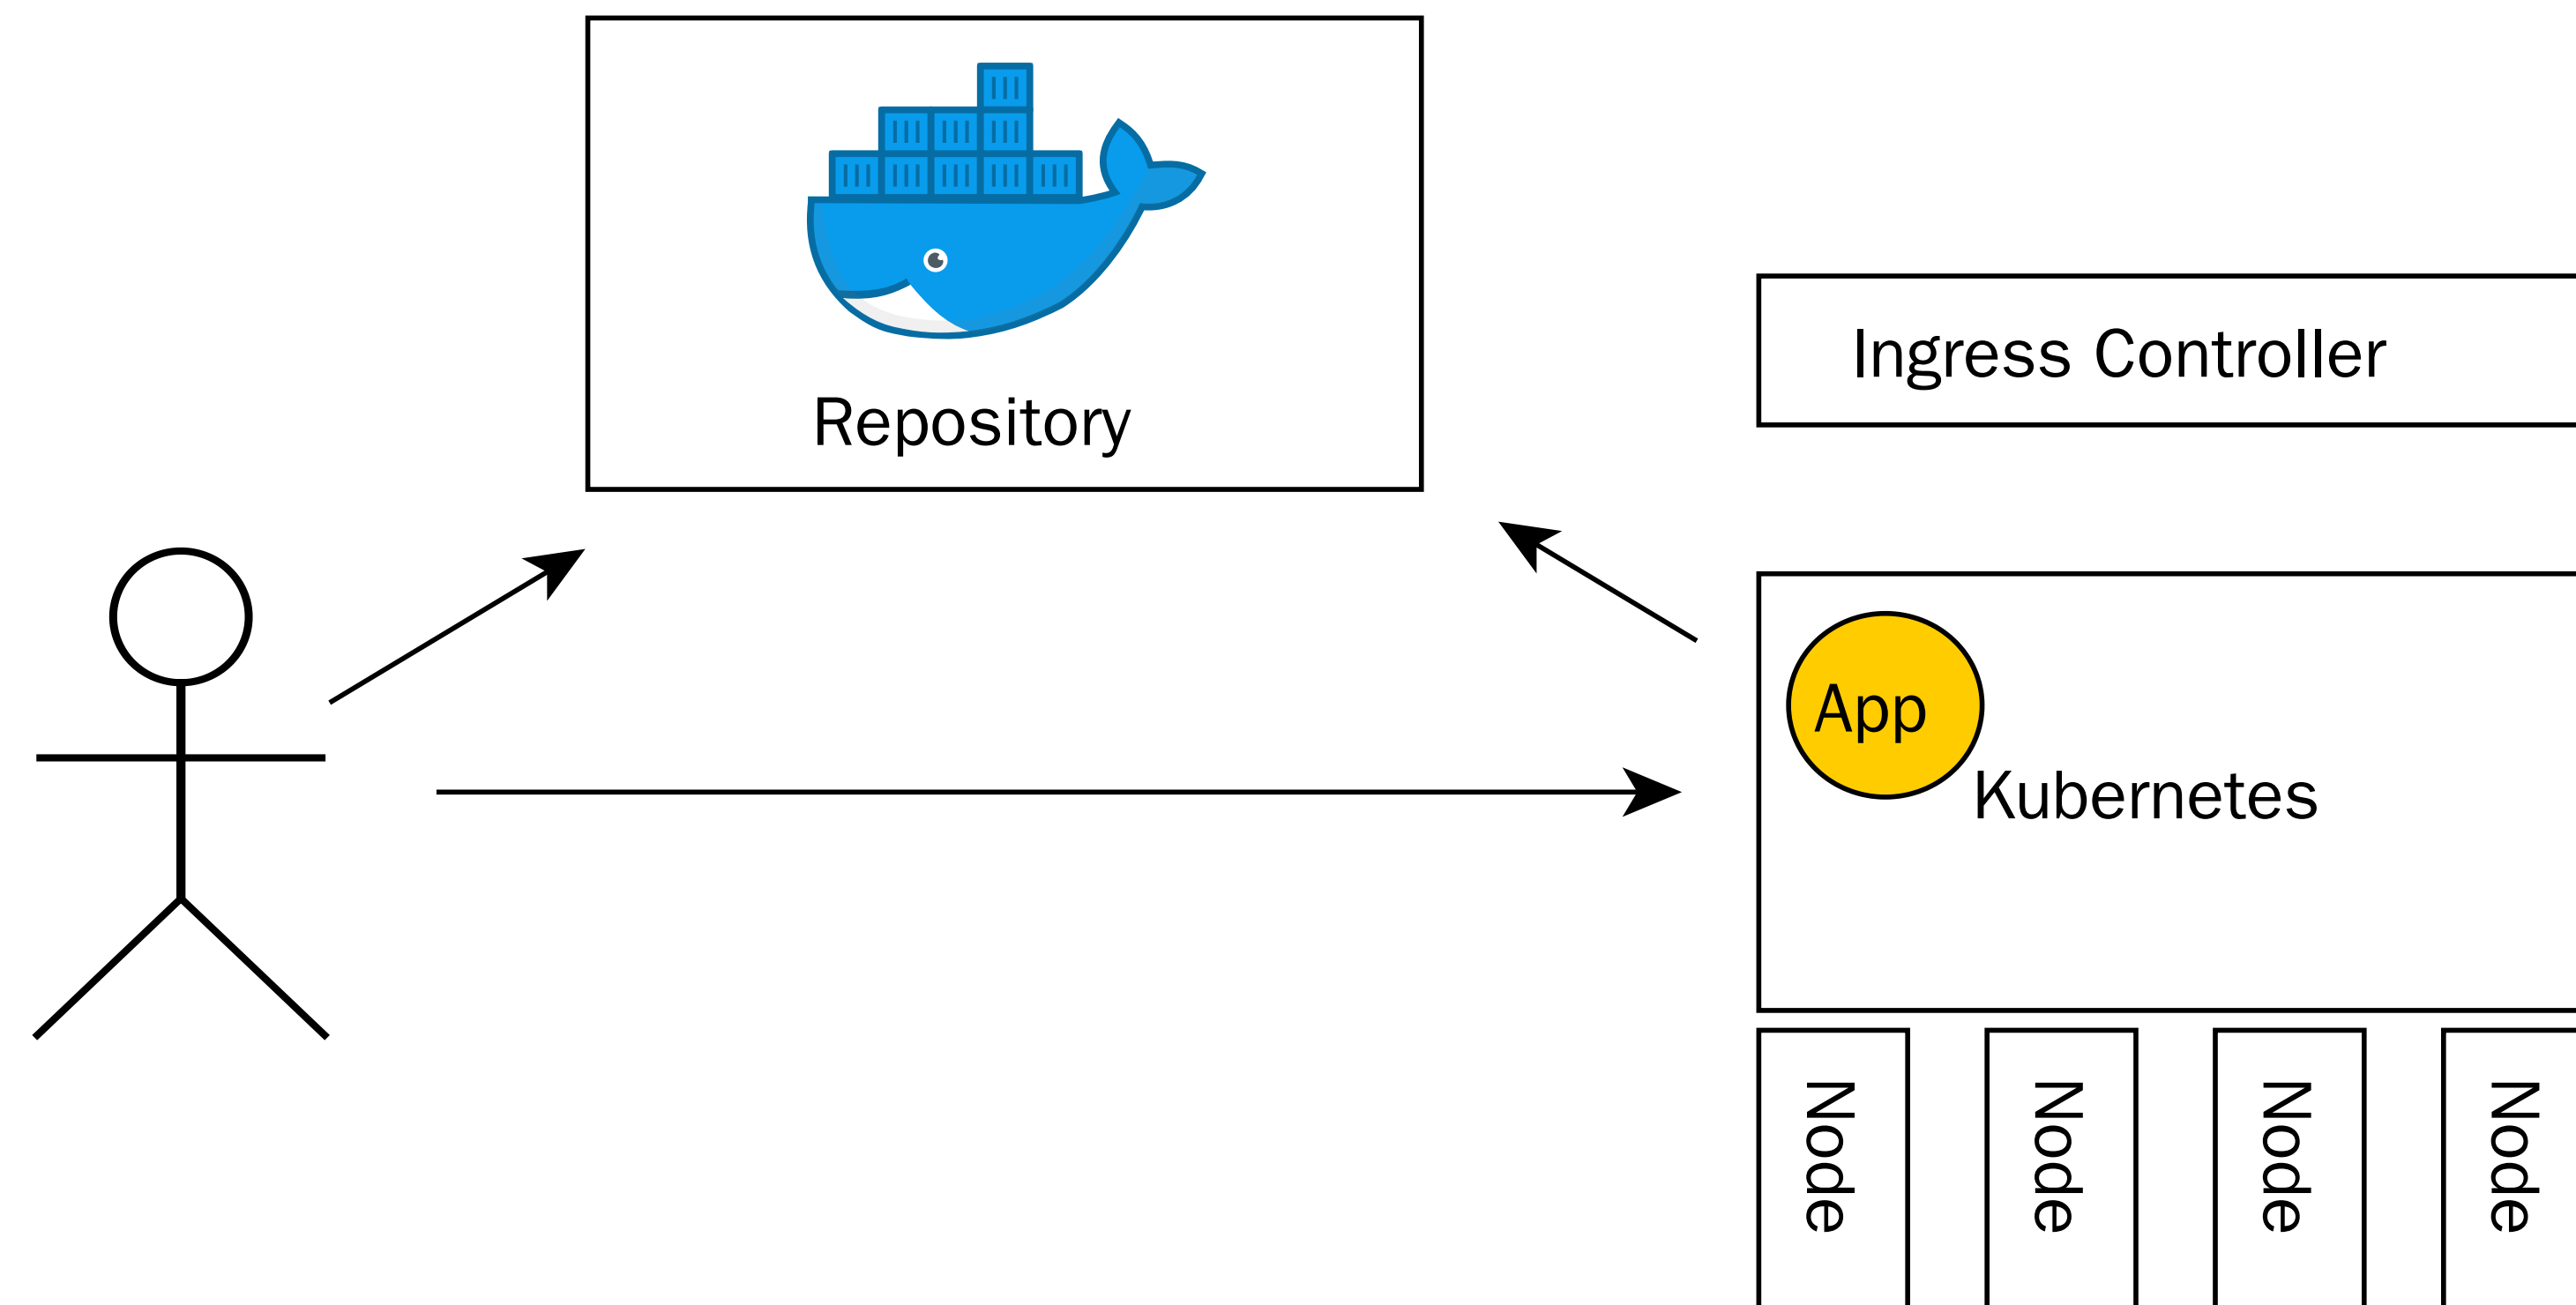 Repository
Ingress Controller
App
Kubernetes
Node
Node
Node
Node